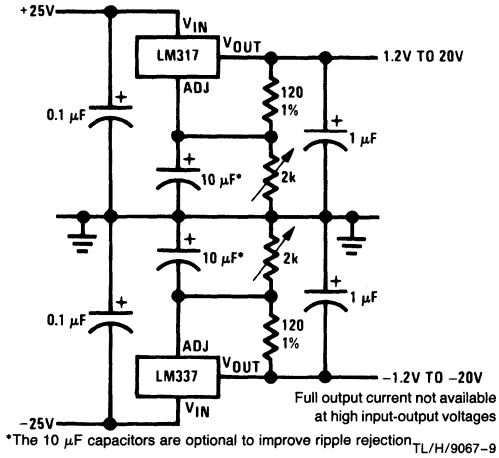 +25V
VIN
LM317
VOUT
1.2V TO 20V
ADJ
120
1%
0.1 μF
+
+
1 μF
+
10 μF*
2k
+
10 μF*
2k
+
0.1 μF
+
1 μF
120
1%
ADJ
LM337
VOUT
−1.2V TO −20V
VIN
−25V
Full output current not available
at high input-output voltages
*The 10 μF capacitors are optional to improve ripple rejection
TL/H/9067–9